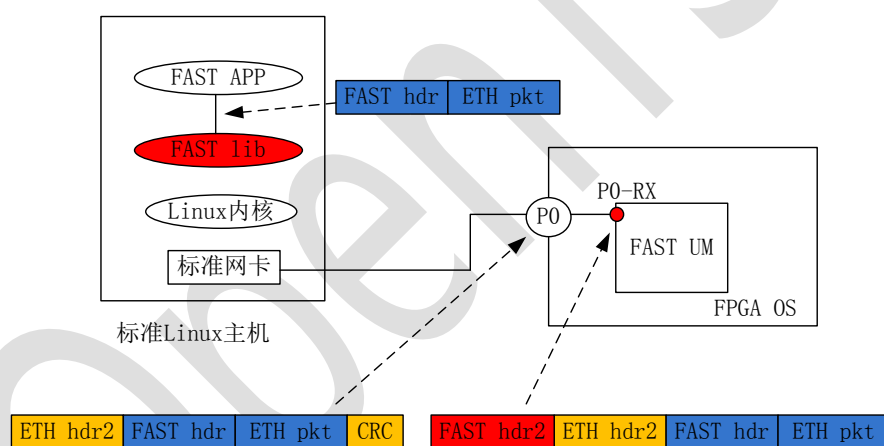 FAST APP
FAST hdr ETH pkt
FAST lib
Linux内核
标准网卡
标准Linux主机
P0
P0-RX
FAST UM
FPGA OS
ETH hdr2 FAST hdr ETH pkt CRC
FAST hdr2 ETH hdr2 FAST hdr ETH pkt